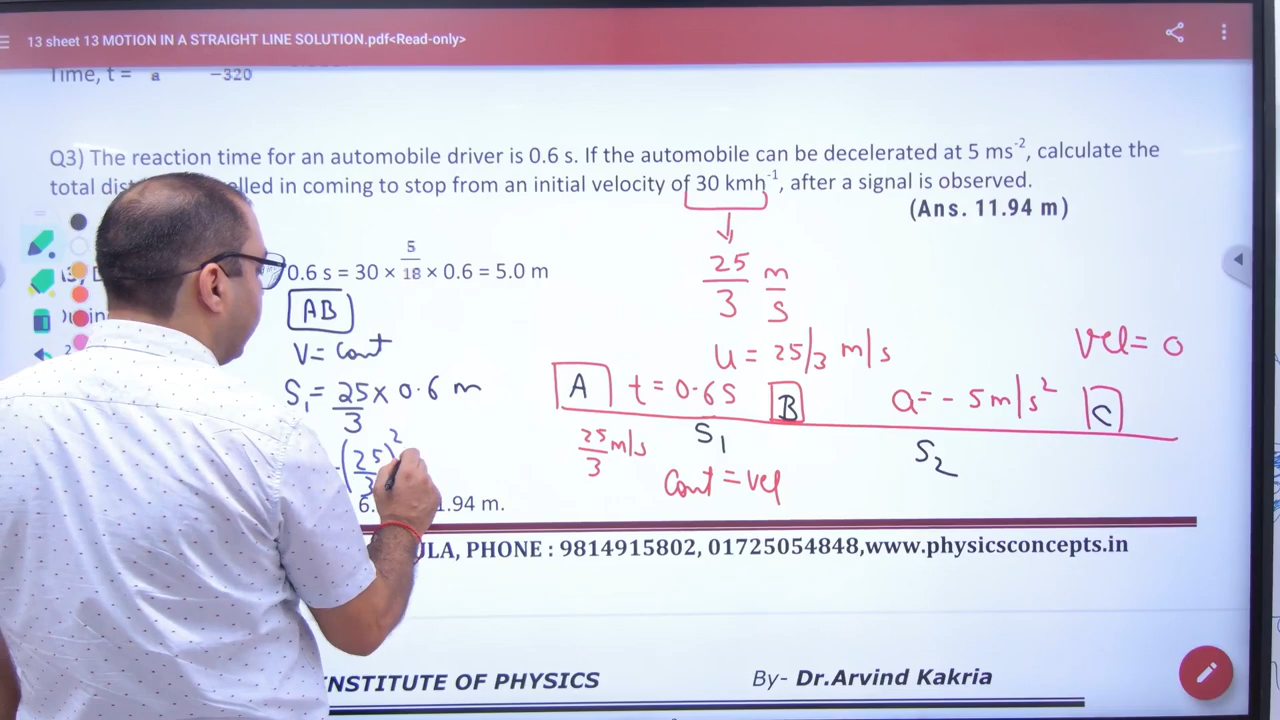 13 sheet 13 MOTION IN A STRAIGHT LINE SOLUTION.pdf<Read-only>
Time, t = a -320
Q3) The reaction time for an automobile driver is 0.6 s. If the automobile can be decelerated at 5 ms⁻², calculate the
total lled in coming to stop from an initial velocity of 30 kmh⁻¹, after a signal is observed.
(Ans. 11.94 m)
0.6 s = 30 × 5/18 × 0.6 = 5.0 m
25/3 m/s
AB
V = Cont
u = 25/3 m/s
Vel = 0
S₁ = 25/3 × 0.6 m
A t = 0.6 S B a = - 5 m/s² C
25/3 m/s S₁ S₂
Cont = vel
(25/3)²
6. 1.94 m.
ULA, PHONE : 9814915802, 01725054848,www.physicsconcepts.in
NSTITUTE OF PHYSICS By- Dr.Arvind Kakria